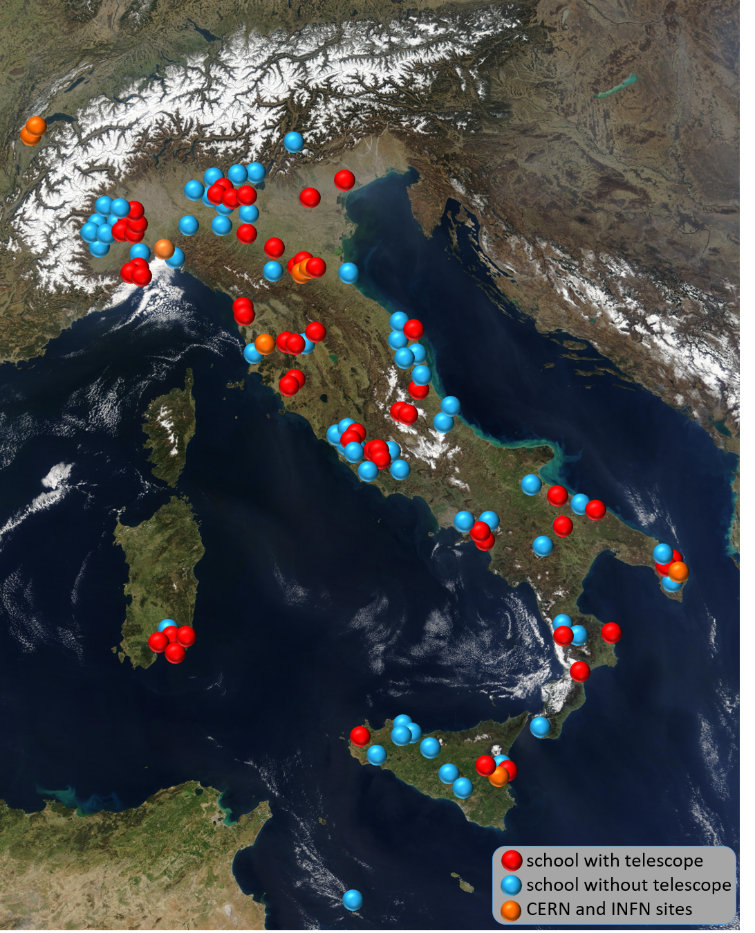 school with telescope
school without telescope
CERN and INFN sites